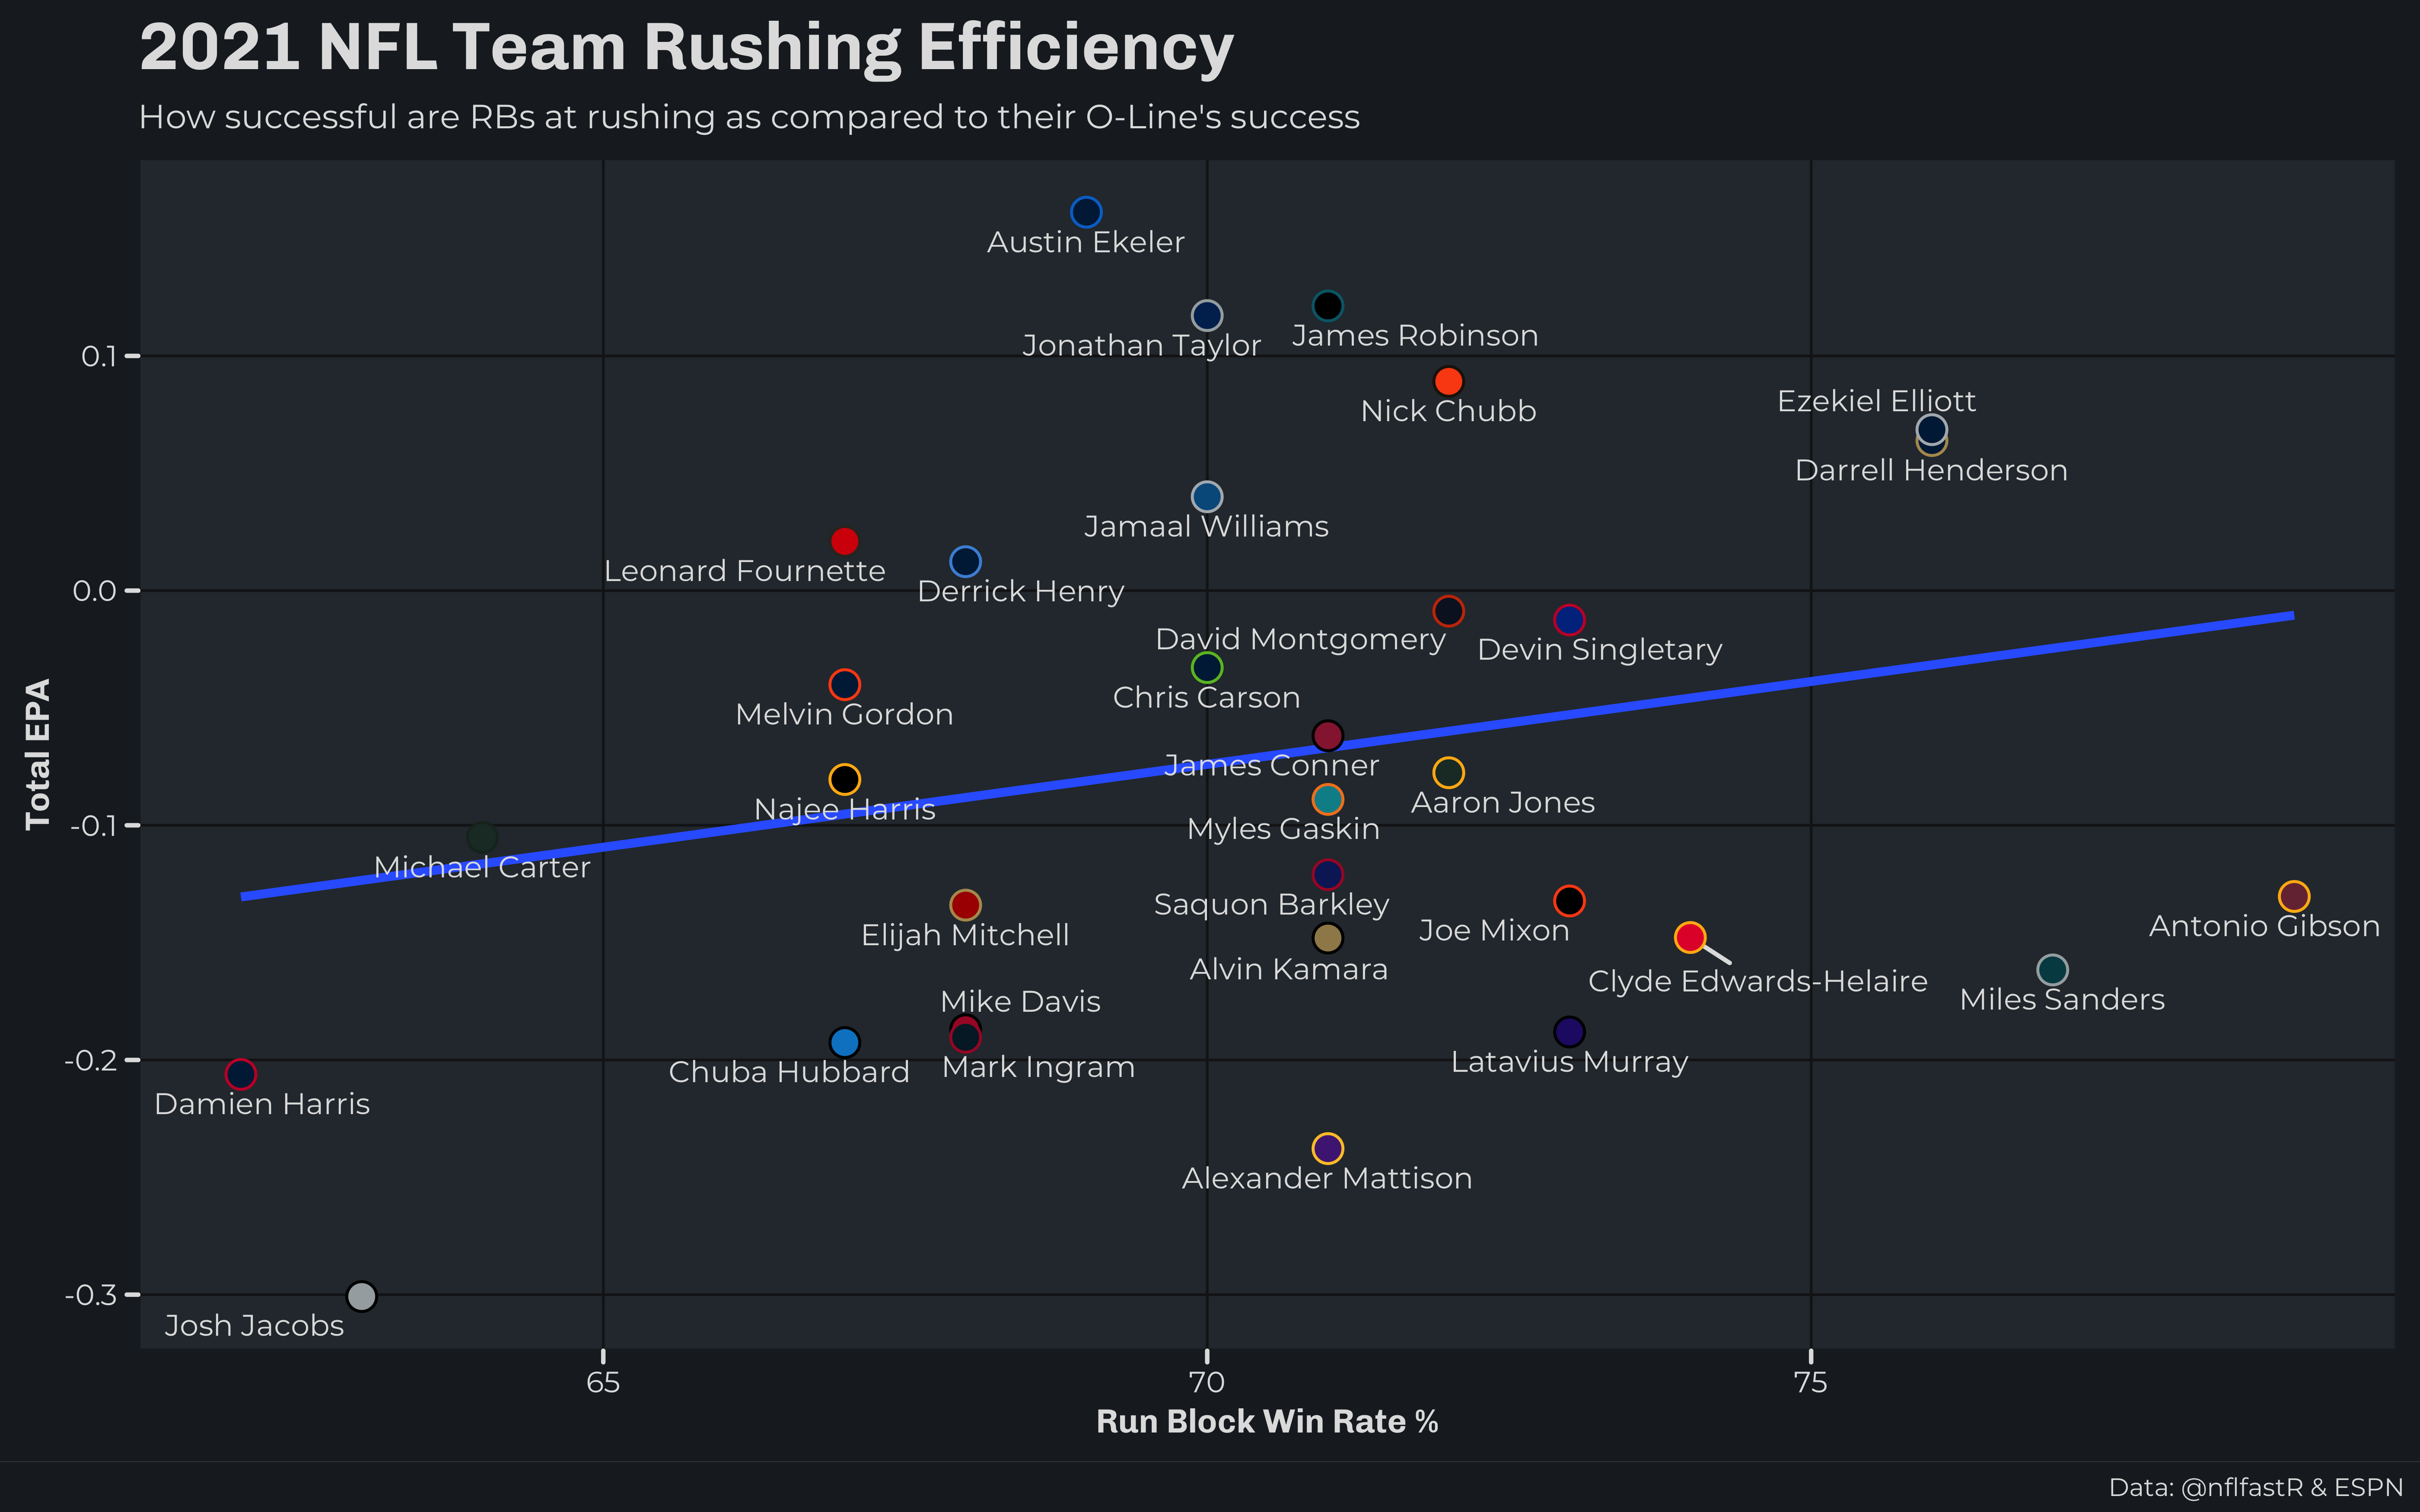 2021 NFL Team Rushing Efficiency
How successful are RBs at rushing as compared to their O-Line's success
Austin Ekeler
James Robinson
Jonathan Taylor
0.1
Nick Chubb
Ezekiel Elliott
Darrell Henderson
Jamaal Williams
Leonard Fournette
0.0
Derrick Henry
David Montgomery
Devin Singletary
Chris Carson
Melvin Gordon
Total EPA
James Conner
Aaron Jones
Najee Harris
-0.1
Myles Gaskin
Michael Carter
Saquon Barkley
Antonio Gibson
Joe Mixon
Elijah Mitchell
Alvin Kamara
Clyde Edwards-Helaire
Miles Sanders
Mike Davis
-0.2
Latavius Murray
Mark Ingram
Chuba Hubbard
Damien Harris
Alexander Mattison
-0.3
Josh Jacobs
65
70
75
Run Block Win Rate %
Data: @nflfastR & ESPN